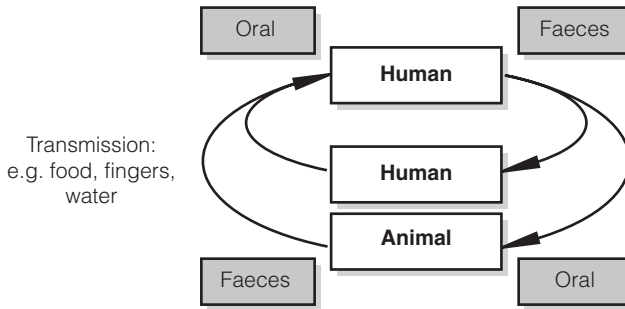 Oral
Faeces
Human
Transmission:
e.g. food, fingers,
water
Human
Animal
Faeces
Oral